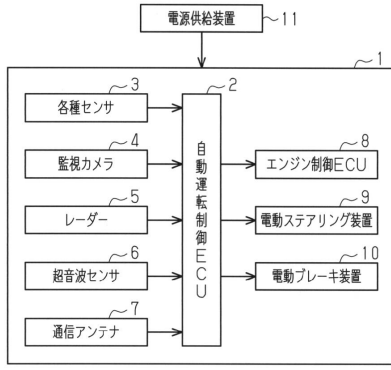 電源供給装置
11
1
3
各種センサ
2
自動運転制御ECU
4
監視カメラ
8
エンジン制御ECU
5
レーダー
9
電動ステアリング装置
6
超音波センサ
10
電動ブレーキ装置
7
通信アンテナ